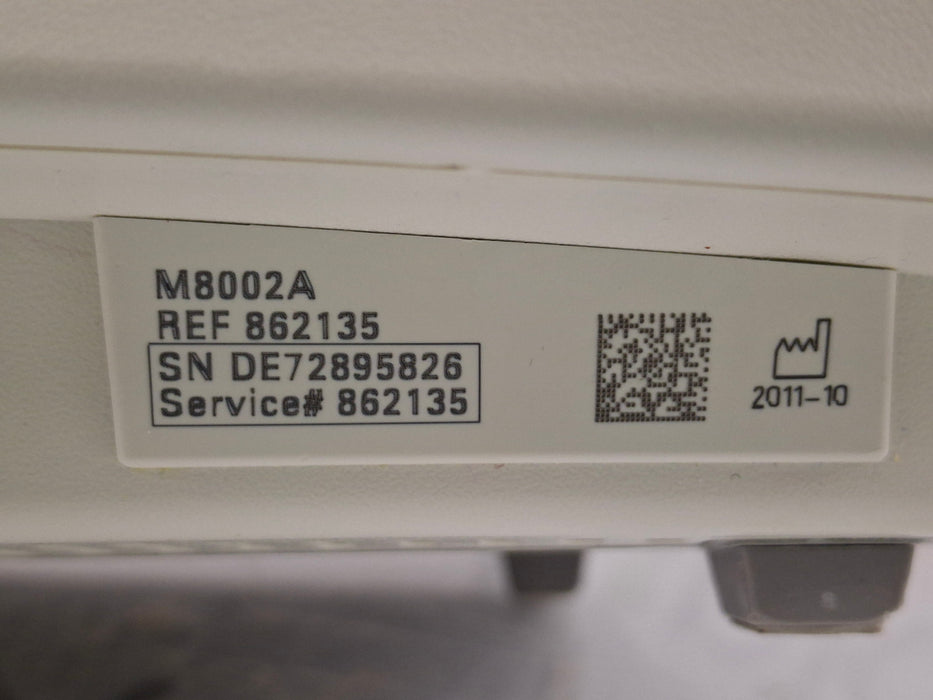 M8002A
REF 862135
SN DE72895826
Service# 862135
2011-10